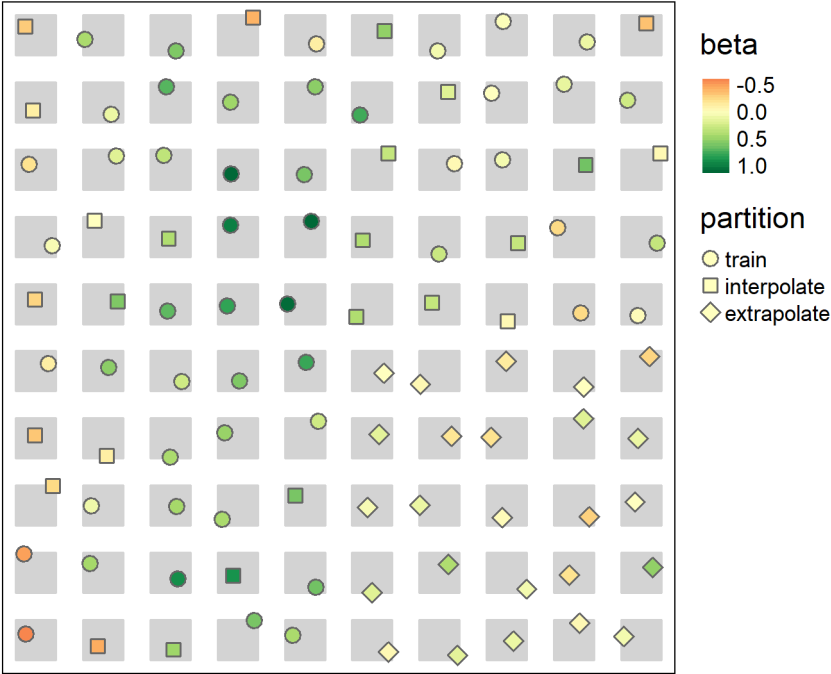 beta
-0.5
0.0
0.5
1.0
partition
train
interpolate
extrapolate